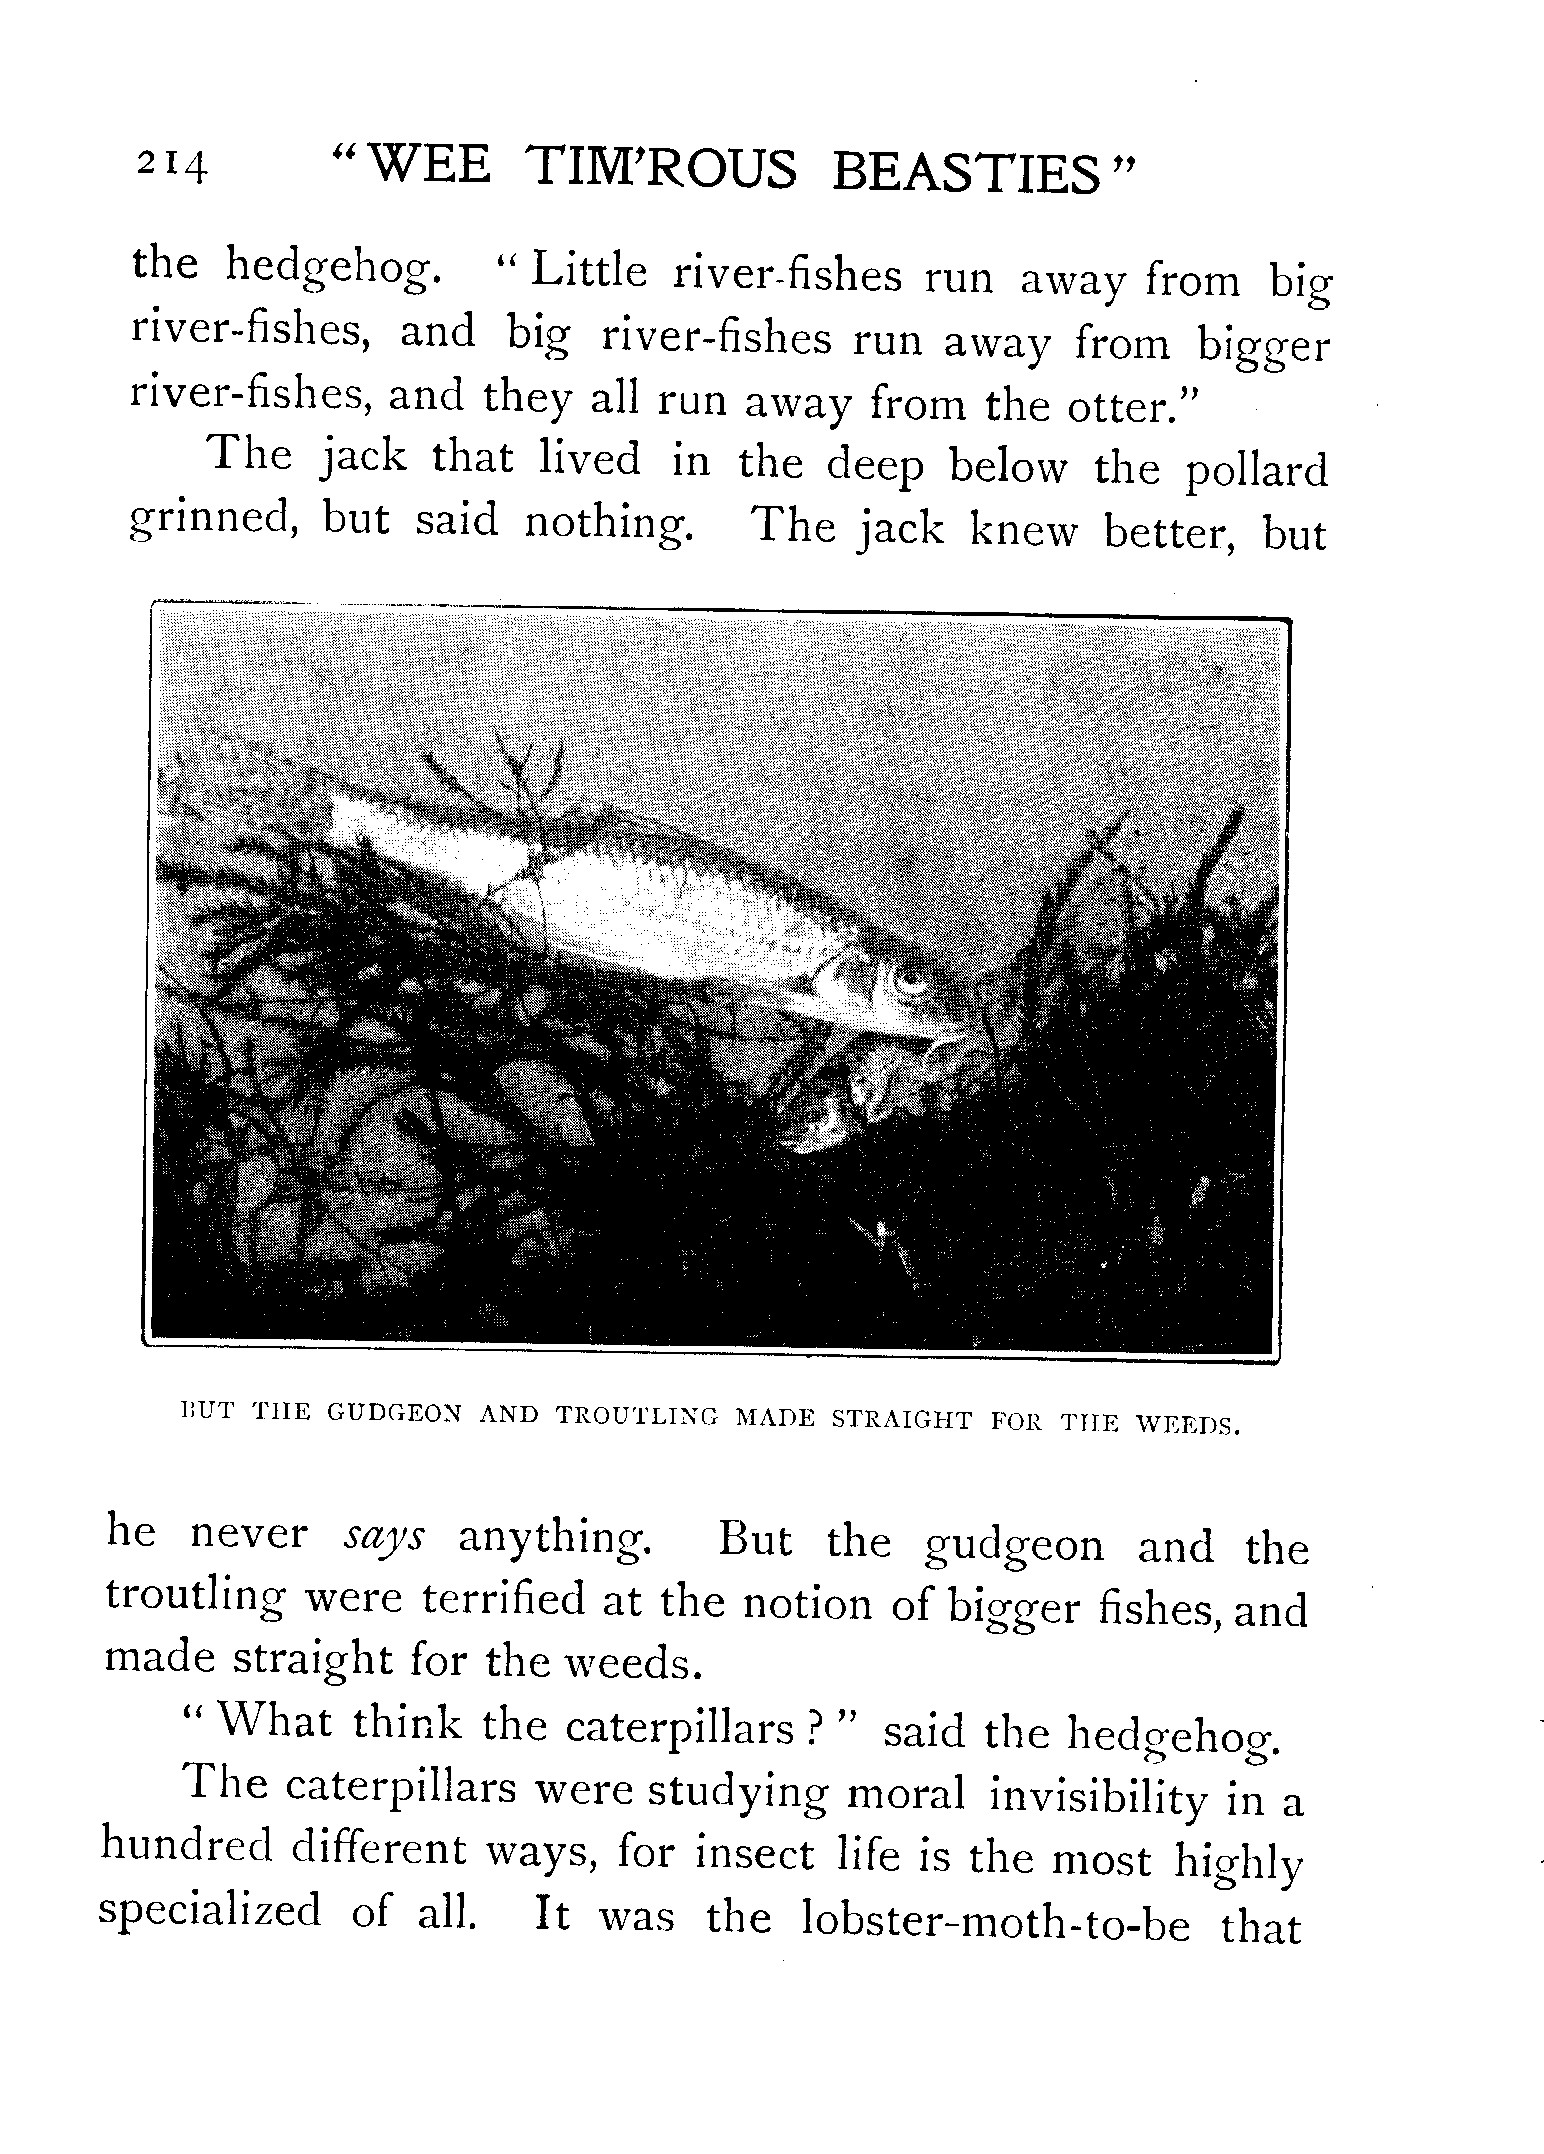 214 "WEE TIM'ROUS BEASTIES"
the hedgehog. "Little river-fishes run away from big
river-fishes, and big river-fishes run away from bigger
river-fishes, and they all run away from the otter."
The jack that lived in the deep below the pollard
grinned, but said nothing. The jack knew better, but
BUT THE GUDGEON AND TROUTLING MADE STRAIGHT FOR THE WEEDS.
he never says anything. But the gudgeon and the
troutling were terrified at the notion of bigger fishes, and
made straight for the weeds.
"What think the caterpillars?" said the hedgehog.
The caterpillars were studying moral invisibility in a
hundred different ways, for insect life is the most highly
specialized of all. It was the lobster-moth-to-be that